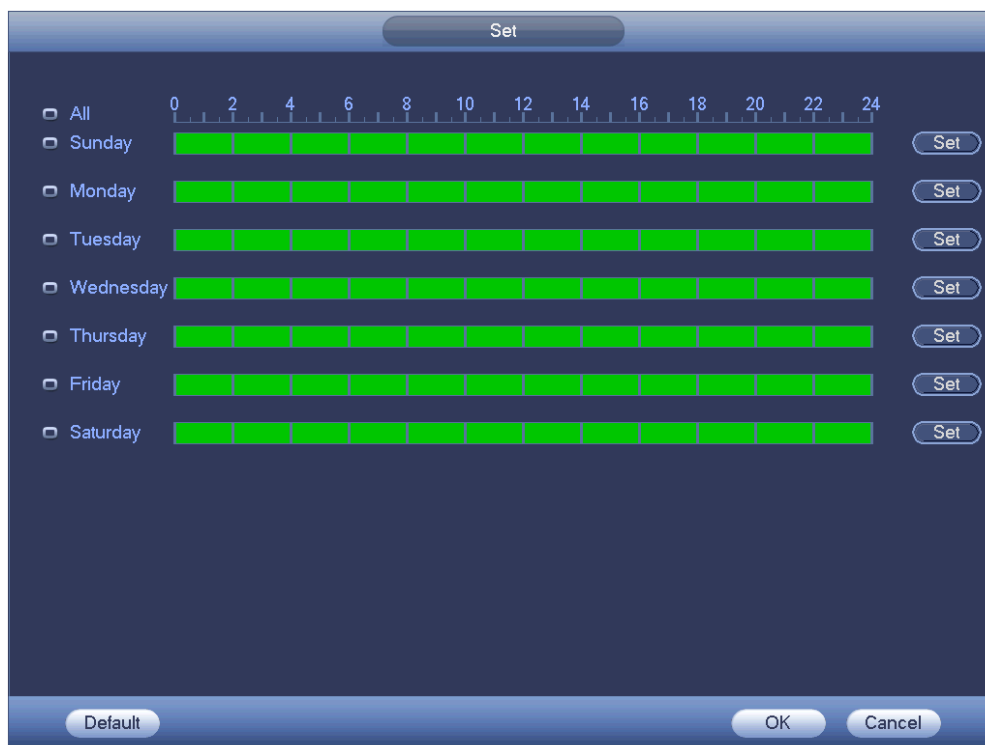 Set
All 0 2 4 6 8 10 12 14 16 18 20 22 24
Sunday Set
Monday Set
Tuesday Set
Wednesday Set
Thursday Set
Friday Set
Saturday Set
Default OK Cancel